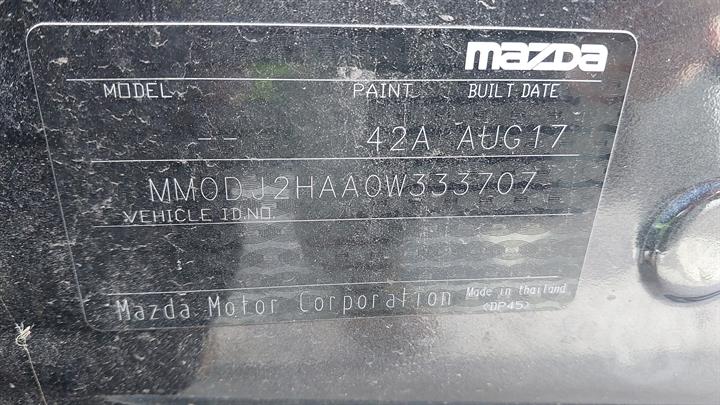 mazda
MODEL PAINT BUILT DATE
-- 42A AUG17
MM0DJ2HAA0W333707
VEHICLE ID.NO.
Mazda Motor Corporation Made in thailand
<DP45>